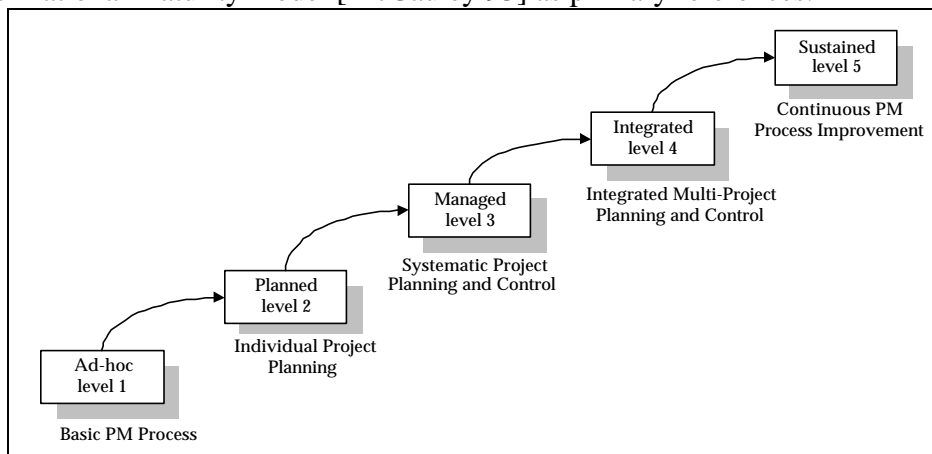 Sustained
level 5
Continuous PM
Process Improvement
Integrated
level 4
Integrated Multi-Project
Planning and Control
Managed
level 3
Systematic Project
Planning and Control
Planned
level 2
Individual Project
Planning
Ad-hoc
level 1
Basic PM Process